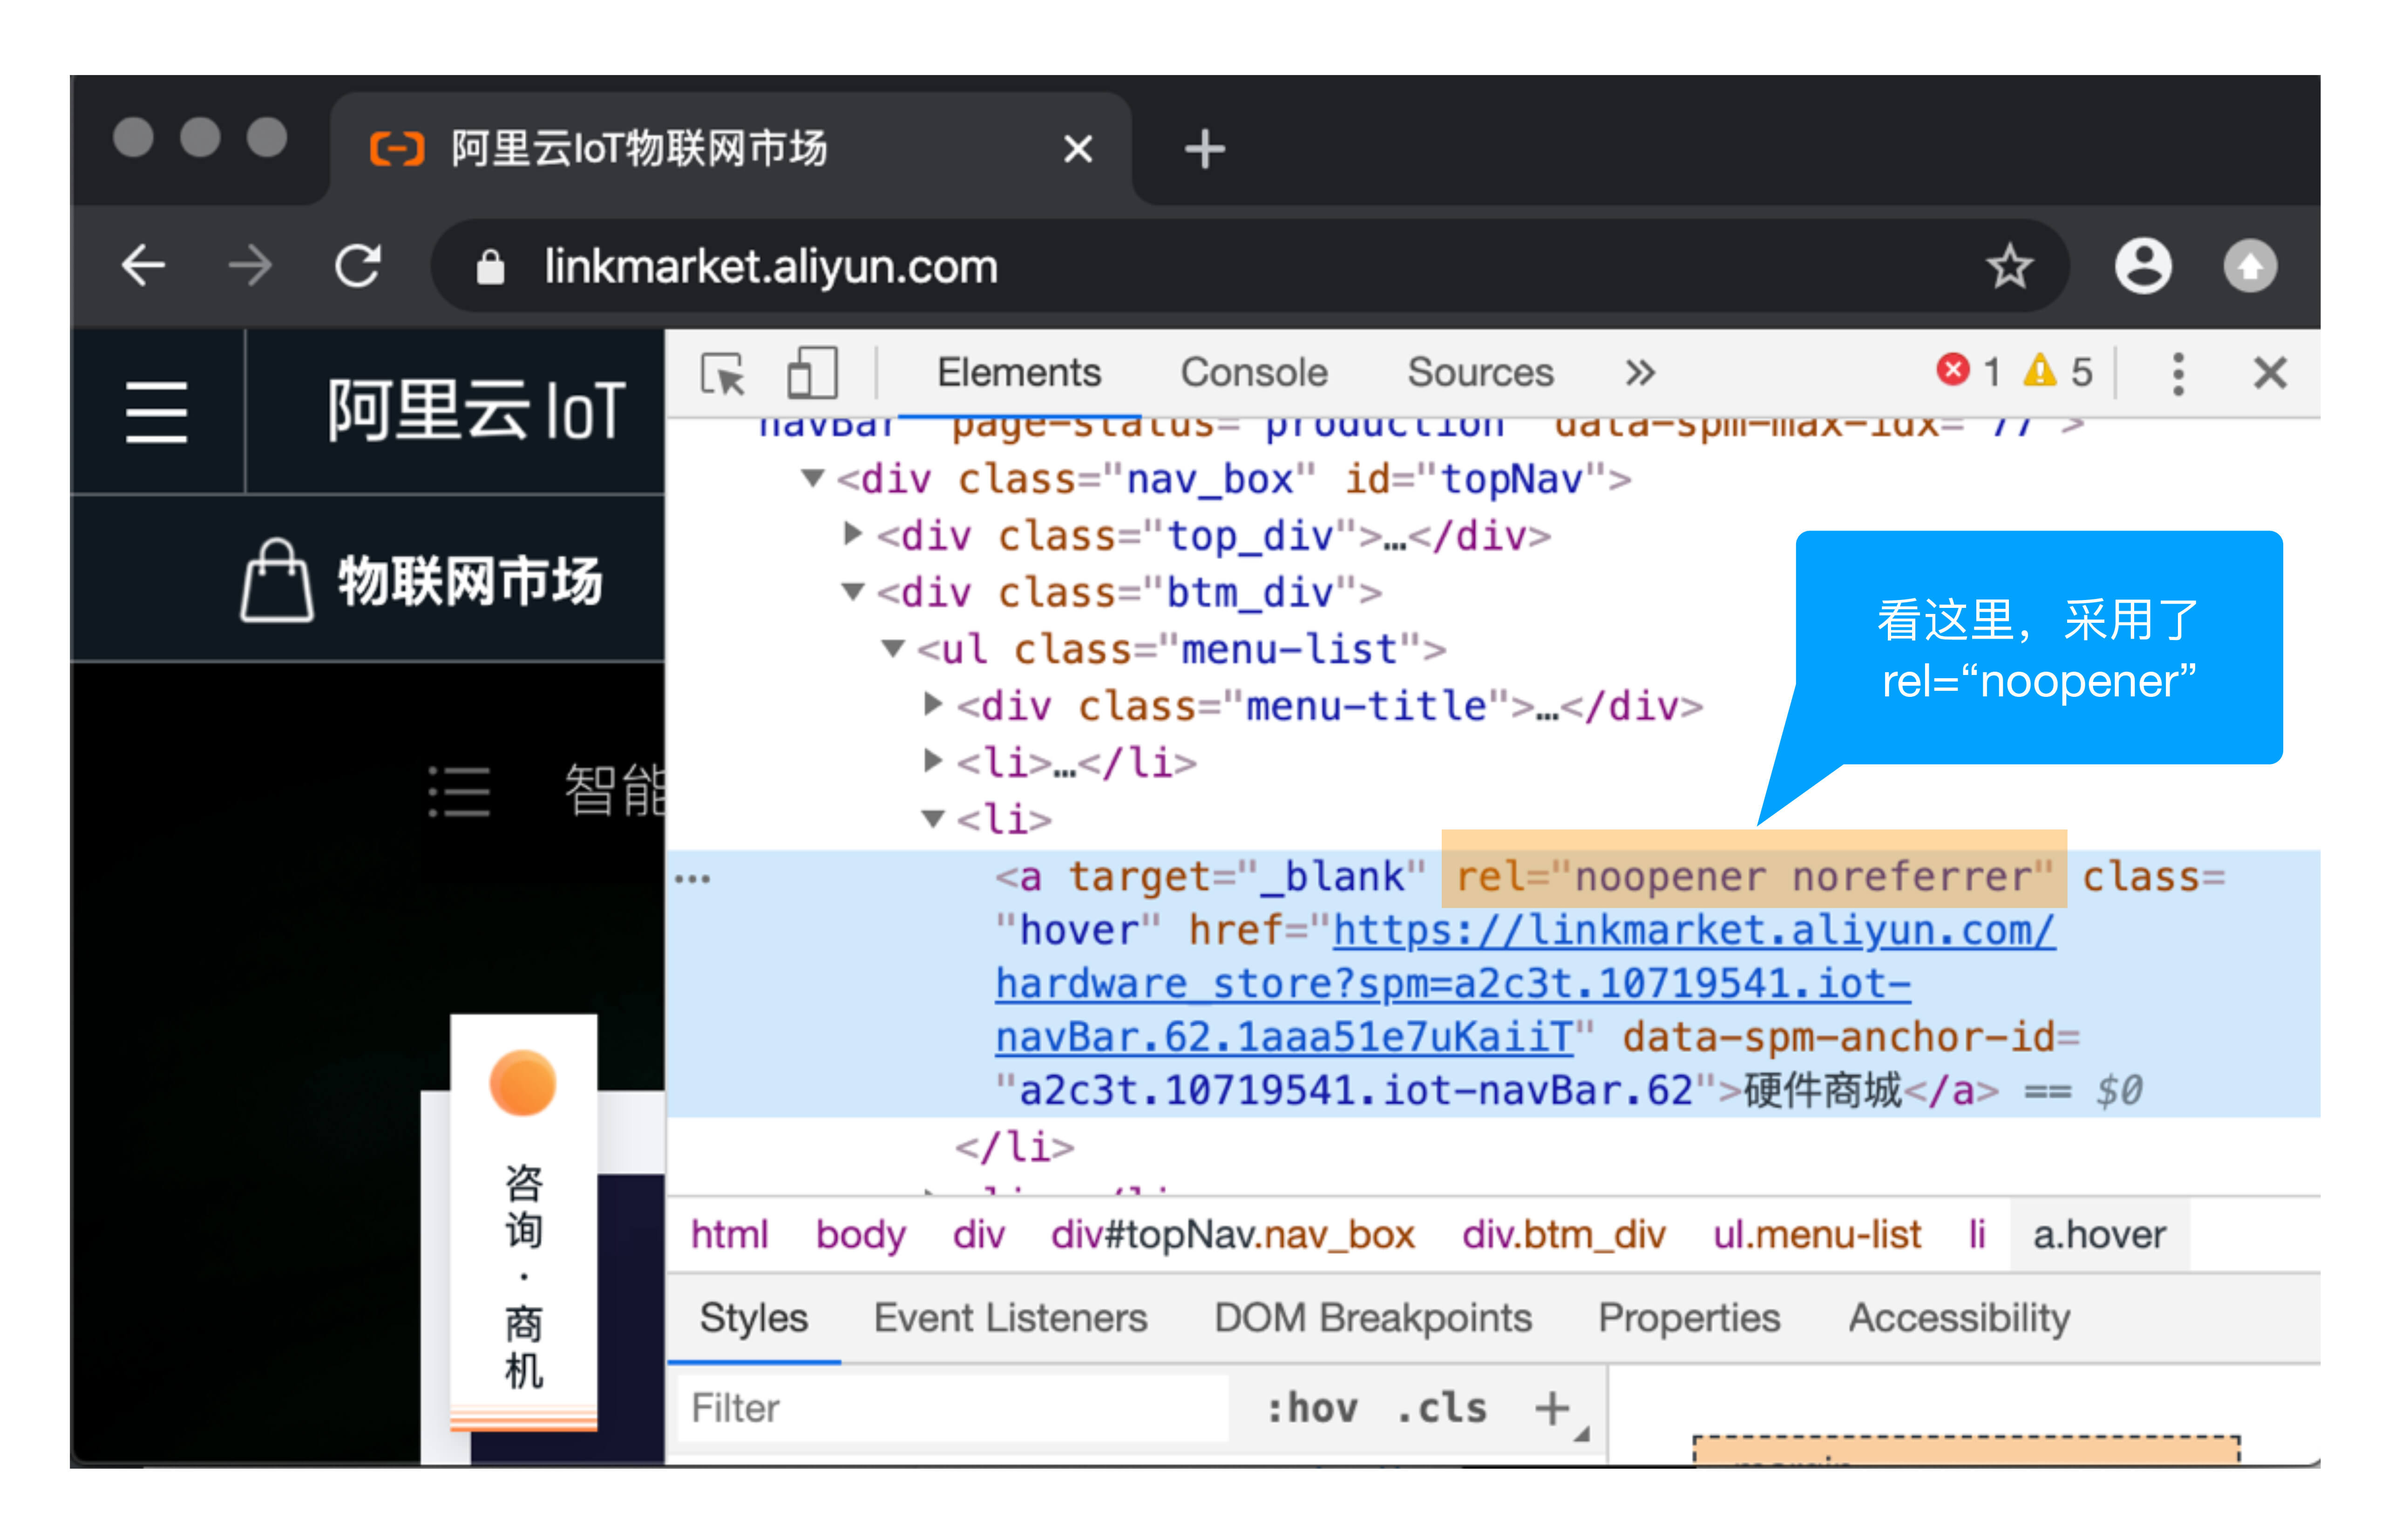 阿里云IoT物联网市场
linkmarket.aliyun.com
阿里云 IoT
物联网市场
智能
咨询·商机
Elements Console Sources » 1 5
navBar" page-status="production" data-spm-max-idx="77">
<div class="nav_box" id="topNav">
<div class="top_div">…</div>
<div class="btm_div">
<ul class="menu-list">
<div class="menu-title">…</div>
<li>…</li>
<li>
<a target="_blank" rel="noopener noreferrer" class=
"hover" href="https://linkmarket.aliyun.com/
hardware_store?spm=a2c3t.10719541.iot-
navBar.62.1aaa51e7uKaiiT" data-spm-anchor-id=
"a2c3t.10719541.iot-navBar.62">硬件商城</a> == $0
</li>
看这里，采用了
rel=“noopener”
html body div div#topNav.nav_box div.btm_div ul.menu-list li a.hover
Styles Event Listeners DOM Breakpoints Properties Accessibility
Filter :hov .cls +